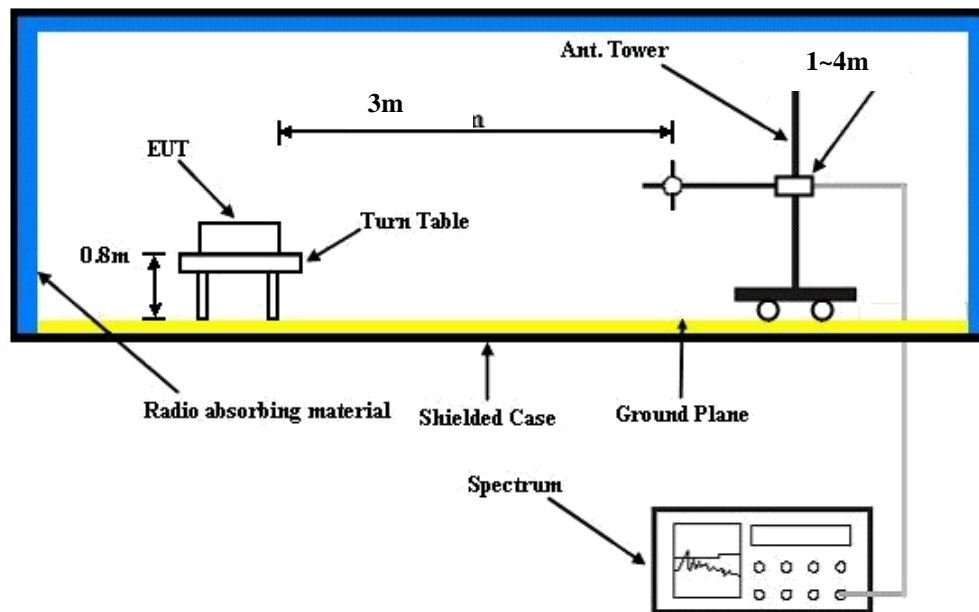 Ant. Tower
1~4m
3m
n
EUT
Turn Table
0.8m
Radio absorbing material
Shielded Case
Ground Plane
Spectrum